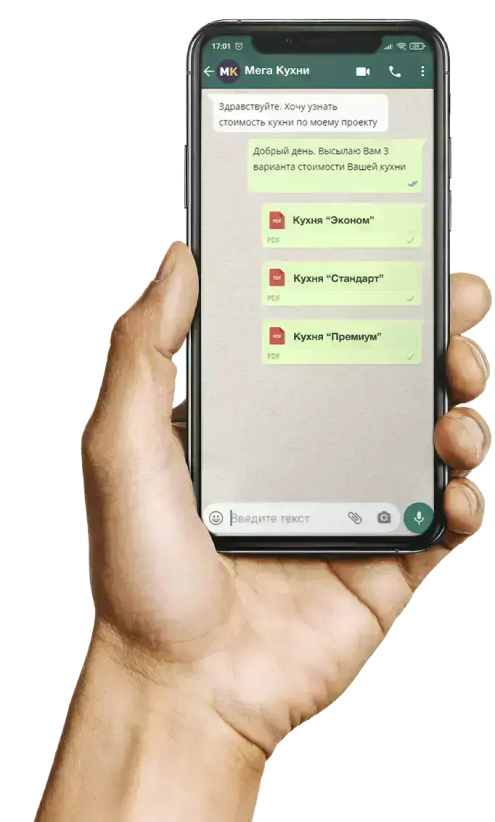 17:01
МК Мега Кухни
Здравствуйте. Хочу узнать
стоимость кухни по моему проекту
Добрый день. Высылаю Вам 3
варианта стоимости Вашей кухни
PDF Кухня “Эконом”
PDF
PDF Кухня “Стандарт”
PDF
PDF Кухня “Премиум”
PDF
Введите текст